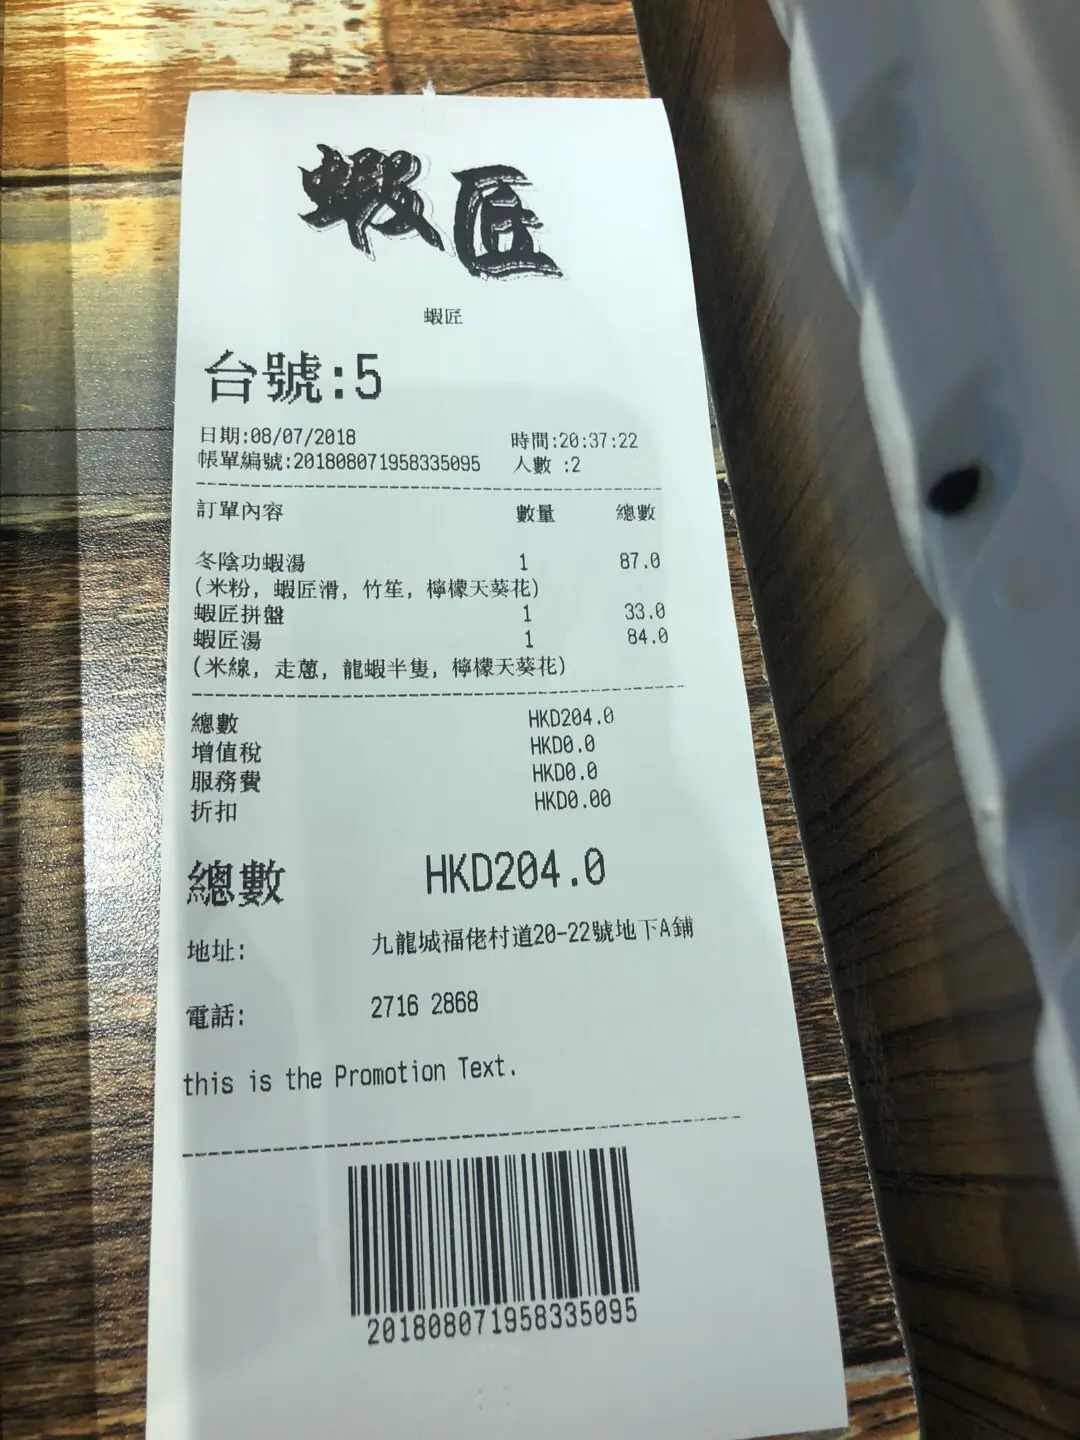 蝦匠
蝦匠
台號:5
日期:08/07/2018 時間:20:37:22
帳單編號:201808071958335095 人數 :2
訂單內容 數量 總數
冬陰功蝦湯 1 87.0
(米粉, 蝦匠滑, 竹笙, 檸檬天葵花)
蝦匠拼盤 1 33.0
蝦匠湯 1 84.0
(米線, 走蔥, 龍蝦半隻, 檸檬天葵花)
總數 HKD204.0
增值稅 HKD0.0
服務費 HKD0.0
折扣 HKD0.00
總數 HKD204.0
地址: 九龍城福佬村道20-22號地下A鋪
電話: 2716 2868
this is the Promotion Text.
201808071958335095